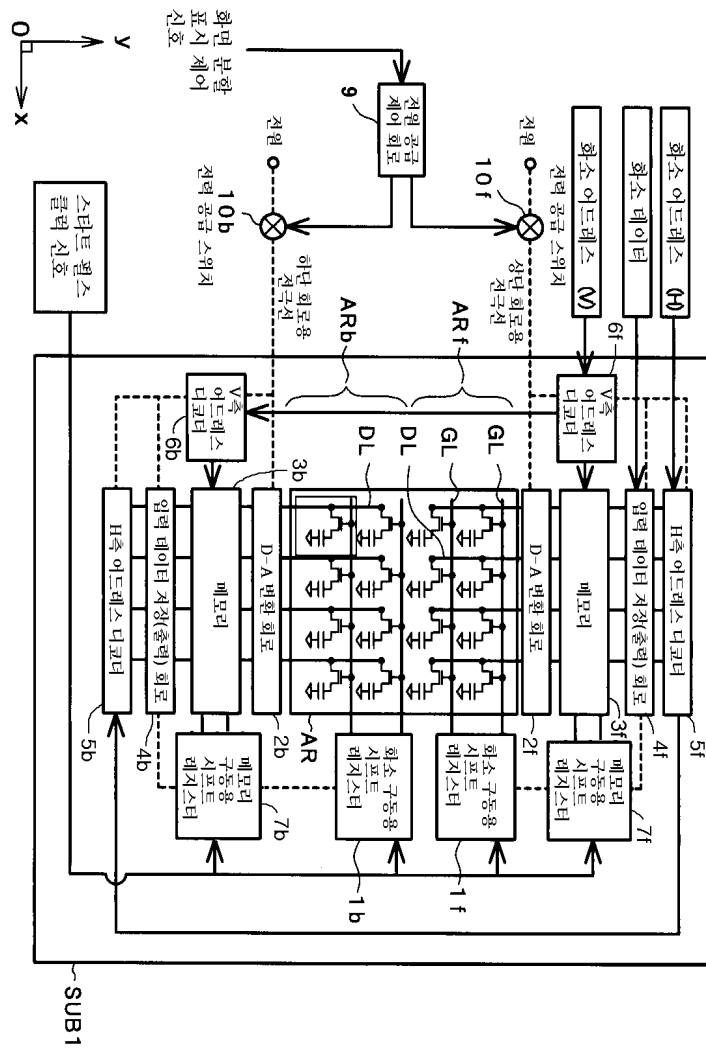 화소 어드레스 (H)
화소 데이터
화소 어드레스 (V)
전력 공급 스위치
전원
10f
상단 회로용
전극선
전원 공급
제어 회로
9
화면 분할
표시 제어
신호
전원
10b
전력 공급 스위치
하단 회로용
전극선
O
x
y
스타트 펄스
클럭 신호
H측 어드레스 디코더
5f
입력 데이터 저장(출력) 회로
4f
메모리
3f
D-A 변환 회로
2f
V측
어드레스
디코더
6f
메모리
구동용
시프트
레지스터
7f
GL
GL
DL
DL
ARf
ARb
AR
화소 구동용
시프트
레지스터
1f
화소 구동용
시프트
레지스터
1b
D-A 변환 회로
2b
메모리
3b
입력 데이터 저장(출력) 회로
4b
H측 어드레스 디코더
5b
V측
어드레스
디코더
6b
메모리
구동용
시프트
레지스터
7b
SUB1